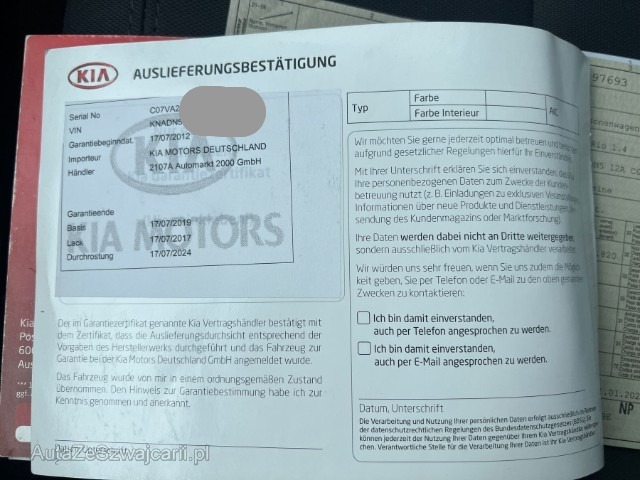 KIA AUSLIEFERUNGSBESTÄTIGUNG
Serial No C07VA2
VIN KNADN5
Garantiebeginndat. 17/07/2012
Importeur KIA MOTORS DEUTSCHLAND
Händler 2107A Automarkt 2000 GmbH
Garantieende
Basis 17/07/2019
Lack 17/07/2017
Durchrostung 17/07/2024
KIA MOTORS
Der im Garantiezertifikat genannte Kia Vertragshändler bestätigt mit
dem Zertifikat, dass die Auslieferungsdurchsicht entsprechend der
Vorgaben des Herstellerwerks durchgeführt und das Fahrzeug zur
Garantie bei der Kia Motors Deutschland GmbH angemeldet wurde.
Das Fahrzeug wurde von mir in einem ordnungsgemäßen Zustand
übernommen. Den Hinweis zur Garantiebestimmung habe ich zur
Kenntnis genommen und anerkannt.
Typ
Farbe
Farbe Interieur
Wir möchten Sie gerne jederzeit optimal betreuen und
aufgrund gesetzlicher Regelungen hierfür Ihr Einverständnis.
Mit Ihrer Unterschrift erklären Sie sich einverstanden, dass
Ihre personenbezogenen Daten zum Zwecke der Kunden-
betreuung nutzt (z. B. Einladungen zu exklusiven
Informationen über neue Produkte und Dienstleistungen,
sendung des Kundenmagazins oder Marktforschung).
Ihre Daten werden dabei nicht an Dritte weitergegeben,
sondern ausschließlich vom Kia Vertragshändler
Wir würden uns sehr freuen, wenn Sie uns zudem die Möglich-
keit geben, Sie per Telefon oder E-Mail zu den oben
Zwecken zu kontaktieren:
Ich bin damit einverstanden,
auch per Telefon angesprochen zu werden.
Ich bin damit einverstanden,
auch per E-Mail angesprochen zu werden.
Datum, Unterschrift
Die Verarbeitung und Nutzung Ihrer persönlichen Daten erfolgt ausschließlich im Rahmen
der datenschutzrechtlichen Regelungen des Bundesdatenschutzgesetzes (BDSG). Sie
können jederzeit der Nutzung Ihrer Daten gegenüber Ihrem Kia Vertragshändler widersprechen.
Verantwortliche Stelle für die Verarbeitung und Nutzung der Daten ist Ihr Kia
97693
NP
AutaZeSzwajcarii.pl